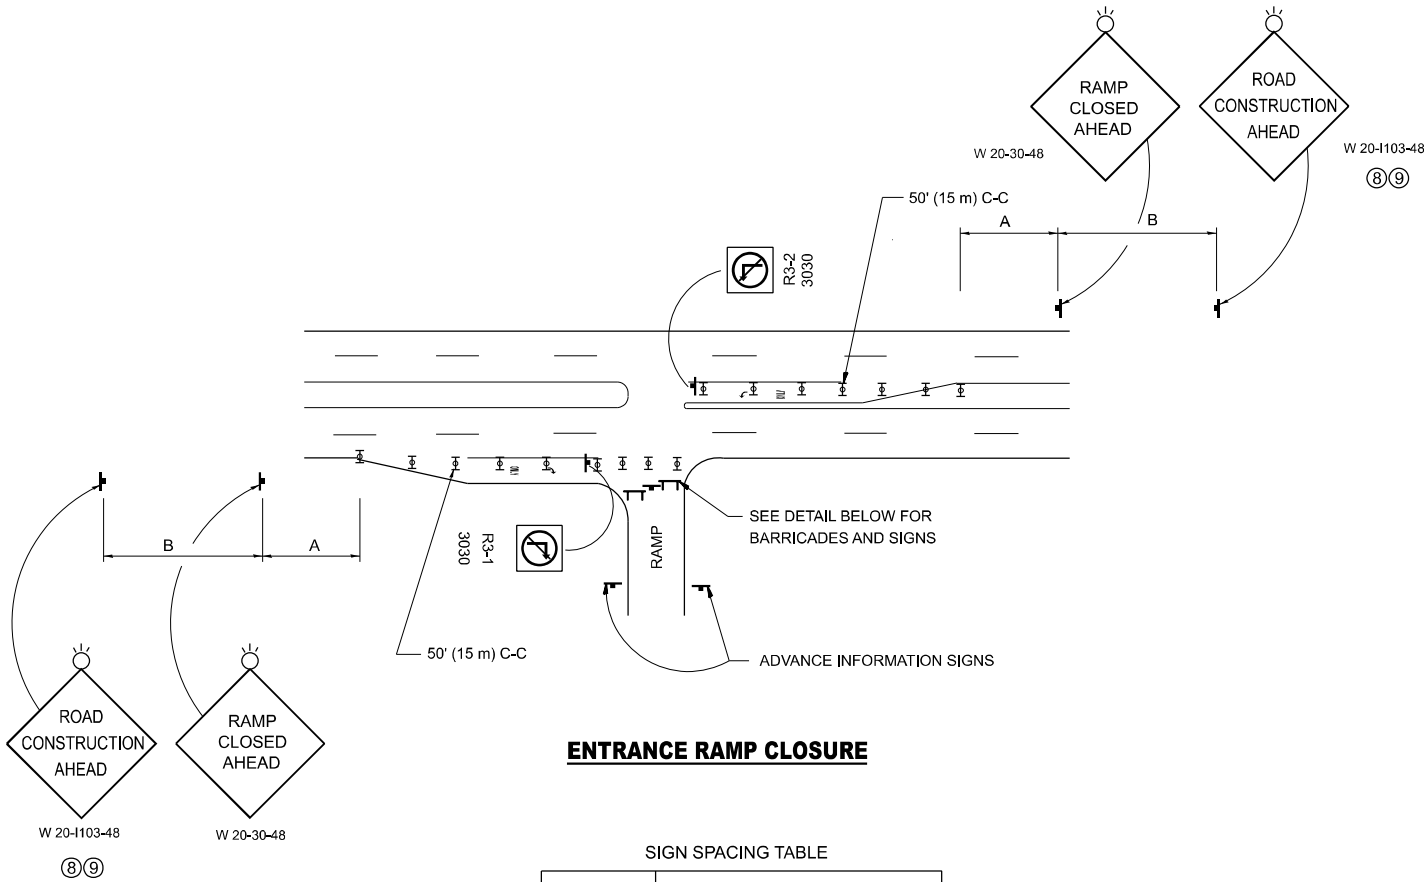 RAMP
CLOSED
AHEAD
W 20-30-48
ROAD
CONSTRUCTION
AHEAD
W 20-I103-48
⑧⑨
50' (15 m) C-C
A
B
R3-2
3030
B
A
R3-1
3030
RAMP
SEE DETAIL BELOW FOR
BARRICADES AND SIGNS
50' (15 m) C-C
ADVANCE INFORMATION SIGNS
ROAD
CONSTRUCTION
AHEAD
W 20-I103-48
⑧⑨
RAMP
CLOSED
AHEAD
W 20-30-48
ENTRANCE RAMP CLOSURE
SIGN SPACING TABLE